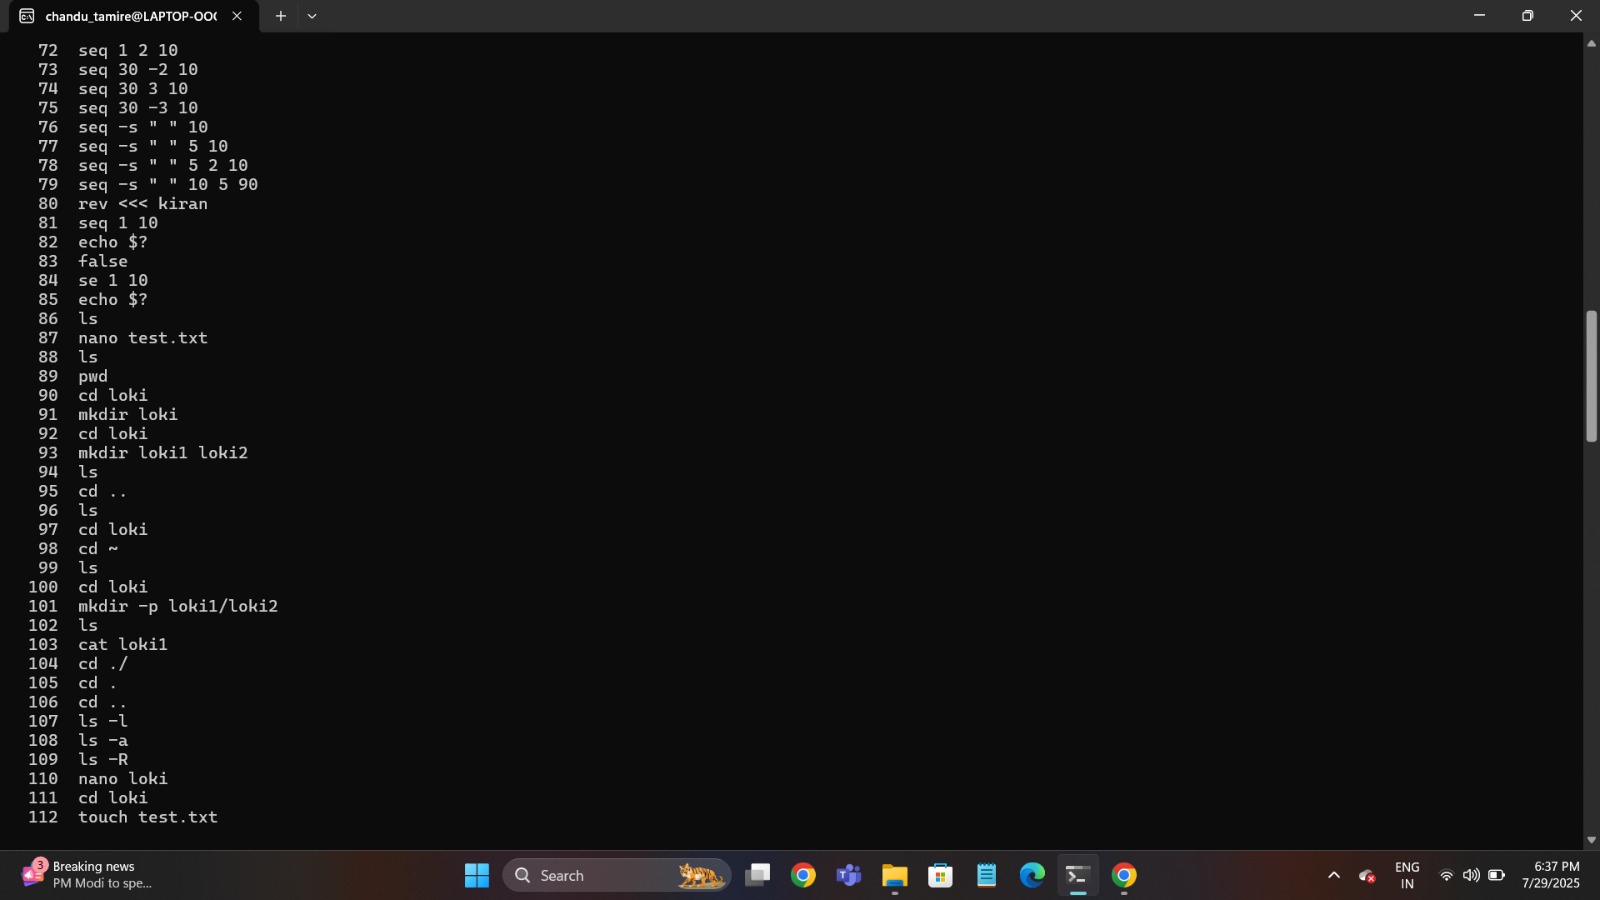 chandu_tamire@LAPTOP-OO
72 seq 1 2 10
73 seq 30 -2 10
74 seq 30 3 10
75 seq 30 -3 10
76 seq -s " " 10
77 seq -s " " 5 10
78 seq -s " " 5 2 10
79 seq -s " " 10 5 90
80 rev <<< kiran
81 seq 1 10
82 echo $?
83 false
84 se 1 10
85 echo $?
86 ls
87 nano test.txt
88 ls
89 pwd
90 cd loki
91 mkdir loki
92 cd loki
93 mkdir loki1 loki2
94 ls
95 cd ..
96 ls
97 cd loki
98 cd ~
99 ls
100 cd loki
101 mkdir -p loki1/loki2
102 ls
103 cat loki1
104 cd ./
105 cd .
106 cd ..
107 ls -l
108 ls -a
109 ls -R
110 nano loki
111 cd loki
112 touch test.txt
3
Breaking news
PM Modi to spe...
Search
ENG
IN
6:37 PM
7/29/2025